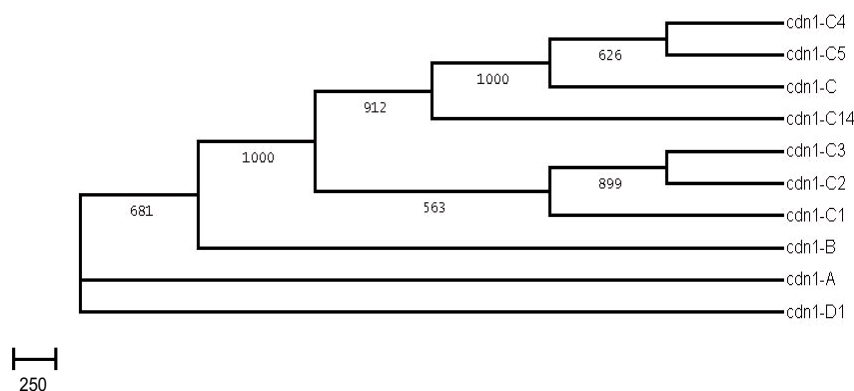 cdn1-C4
626
cdn1-C5
1000
cdn1-C
912
cdn1-C14
1000
cdn1-C3
899
cdn1-C2
681
563
cdn1-C1
cdn1-B
cdn1-A
cdn1-D1
250